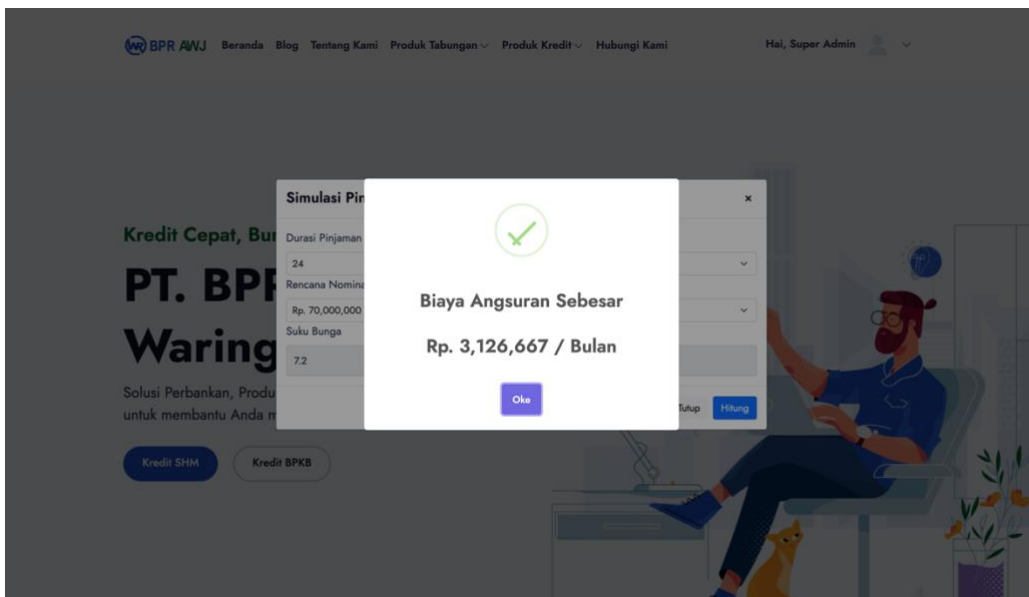 BPR AWJ Beranda Blog Tentang Kami Produk Tabungan Produk Kredit Hubungi Kami Hai, Super Admin
Simulasi Pin
×
Kredit Cepat, Bun
Durasi Pinjaman
24
PT. BPR
Rencana Nomina
Rp. 70,000,000
Waring
Suku Bunga
7.2
Solusi Perbankan, Produ
untuk membantu Anda m
Biaya Angsuran Sebesar
Rp. 3,126,667 / Bulan
Oke
Tutup Hitung
Kredit SHM Kredit BPKB